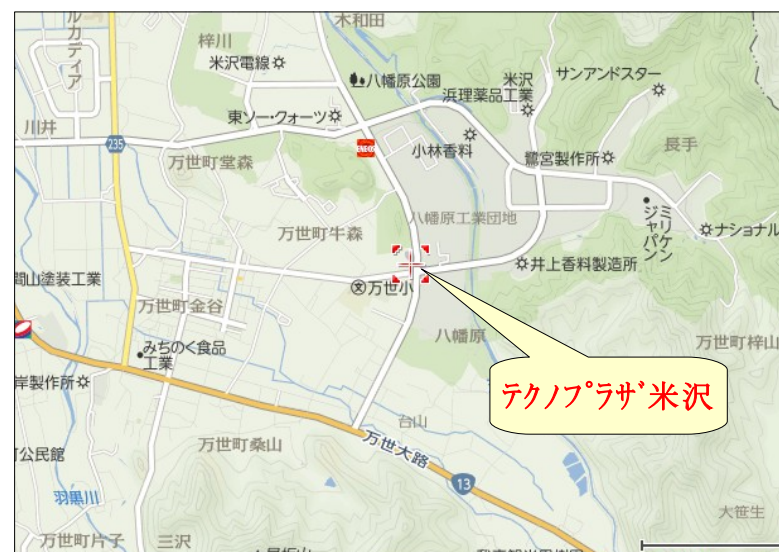 木和田
ルカディア
梓川
米沢電線
八幡原公園
米沢
浜理薬品工業
サンアンドスター
東ソー・クォーツ
川井
235
ENEOS
小林香料
鷺宮製作所
長手
万世町堂森
八幡原工業団地
ミリケン
ジャパン
ナショナル
万世町牛森
井上香料製造所
間山塗装工業
文
万世小
万世町金谷
八幡原
万世町梓山
みちのく食品
工業
岸製作所
テクノプラザ米沢
台山
万世町桑山
万世大路
13
公民館
羽黒川
大笹生
万世町片子
三沢